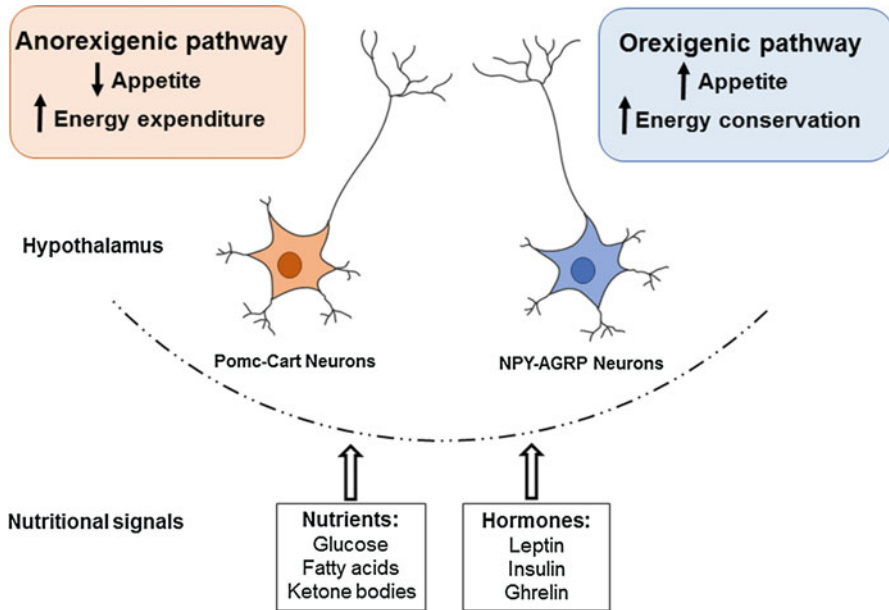 Anorexigenic pathway
Appetite
Energy expenditure
Orexigenic pathway
Appetite
Energy conservation
Hypothalamus
Pomc-Cart Neurons
NPY-AGRP Neurons
Nutritional signals
Nutrients:
Glucose
Fatty acids
Ketone bodies
Hormones:
Leptin
Insulin
Ghrelin